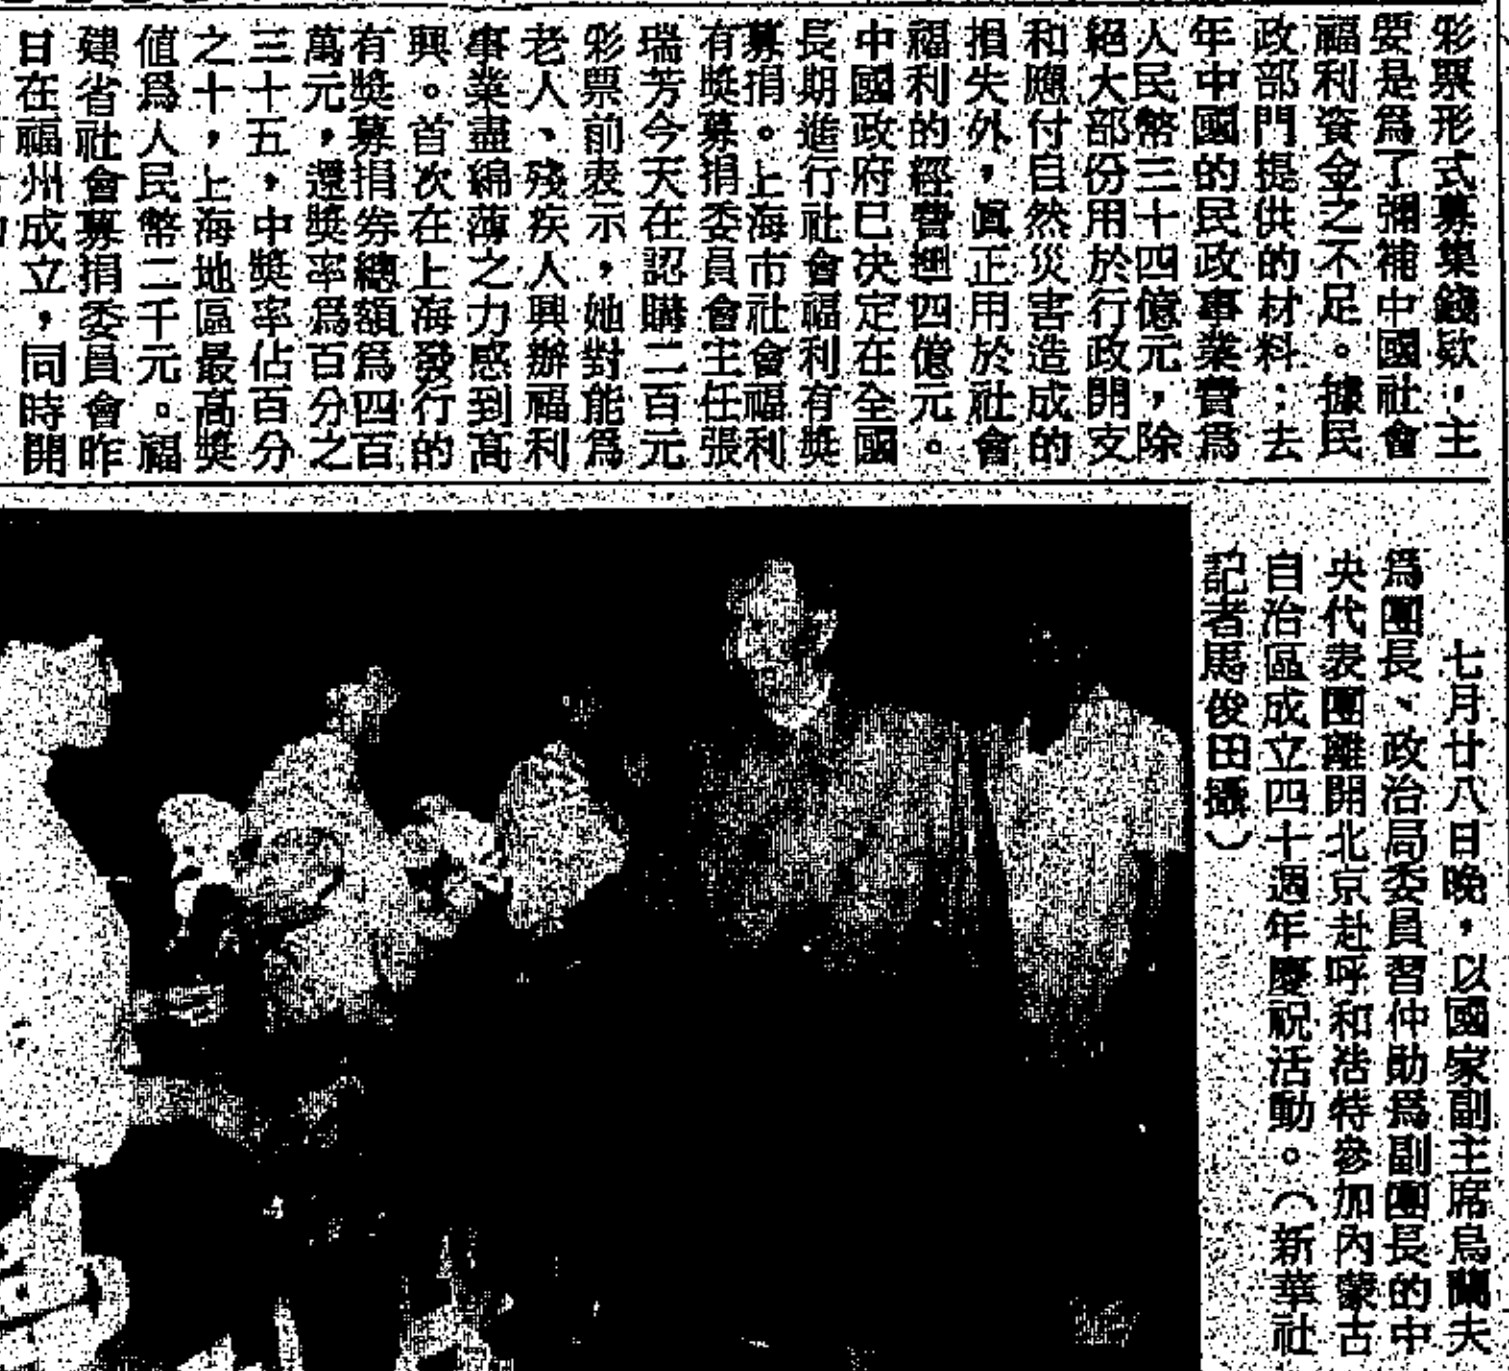 彩票形式募集錢款，主
要是爲了彌補中國社會
福利資金之不足。據民
政部門提供的材料：去
年中國的民政事業費爲
人民幣三十四億元，除
絕大部份用於行政開支
和應付自然災害造成的
損失外，眞正用於社會
福利的經營四億元。
中國政府已决定在全國
長期進行社會福利有獎
募捐。上海市社會福利
有獎募捐委員會主任張
瑞芳今天在認購二百元
彩票前表示，她對能爲
老人、殘疾人興辦福利
事業盡綿薄之力感到高
興。首次在上海發行的
有獎募捐券總額爲四百
萬元，還獎率爲百分之
三十五，中獎率佔百分
之十，上海地區最高獎
值爲人民幣二千元。福
建省社會募捐委員會昨
日在福州成立，同時開
七月廿八日晚，以國家副主席烏蘭夫
爲團長、政治局委員習仲助爲副團長的中
央代表團離開北京赴呼和浩特參加內蒙古
自治區成立四十週年慶祝活動。（新華社
記者馬俊田攝）